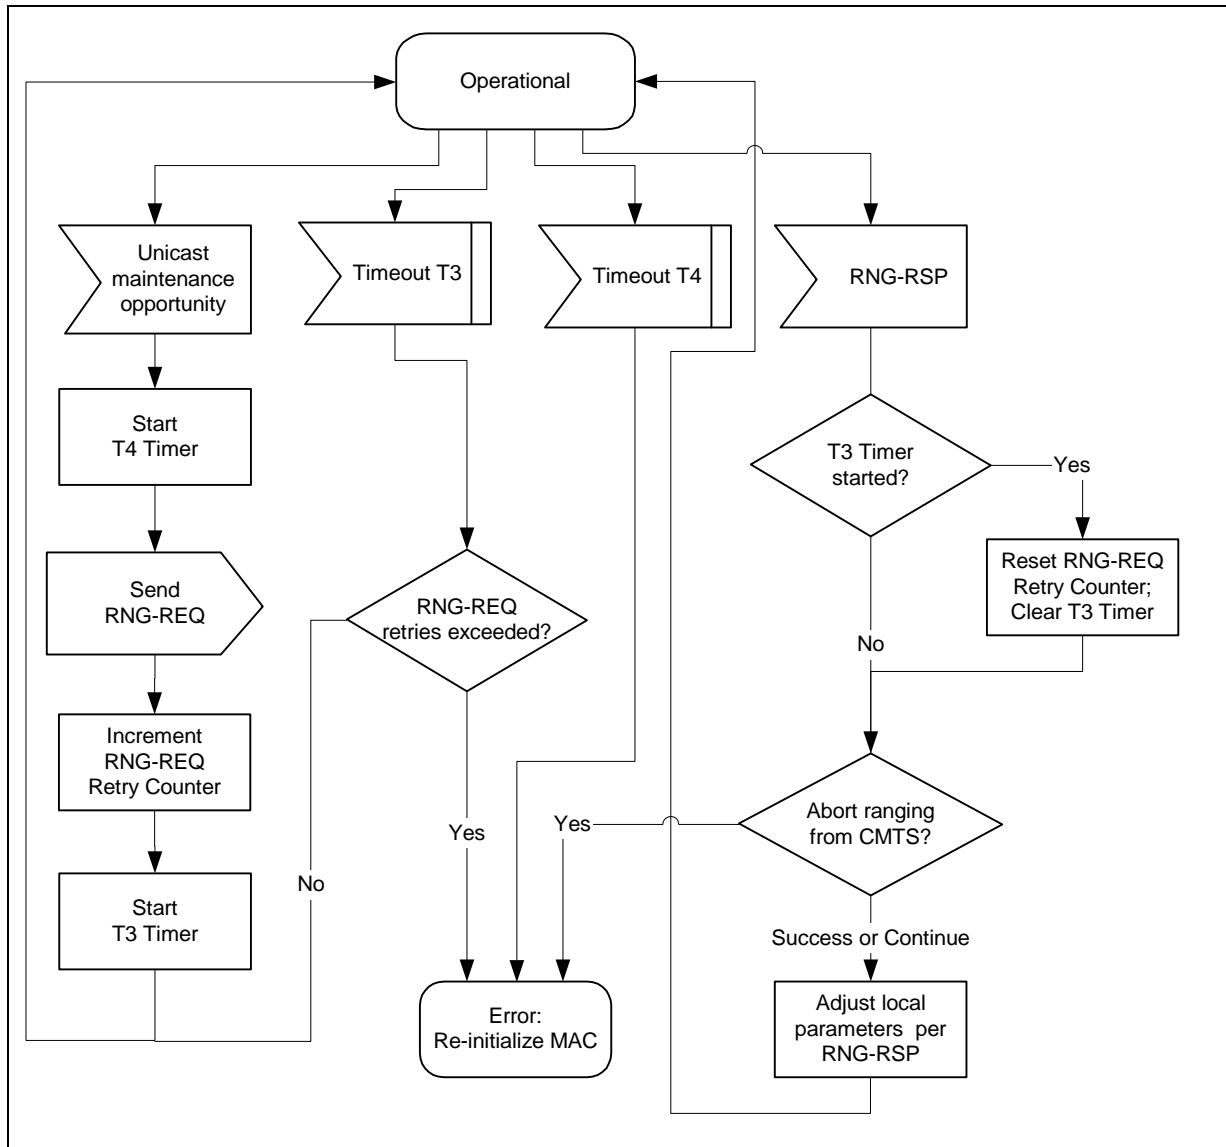 Operational
Unicast
maintenance
opportunity
Timeout T3
Timeout T4
RNG-RSP
Start
T4 Timer
T3 Timer
started?
Yes
Send
RNG-REQ
Reset RNG-REQ
Retry Counter;
Clear T3 Timer
RNG-REQ
retries exceeded?
No
Increment
RNG-REQ
Retry Counter
Abort ranging
from CMTS?
Yes
Yes
No
Start
T3 Timer
Success or Continue
Error:
Re-initialize MAC
Adjust local
parameters per
RNG-RSP